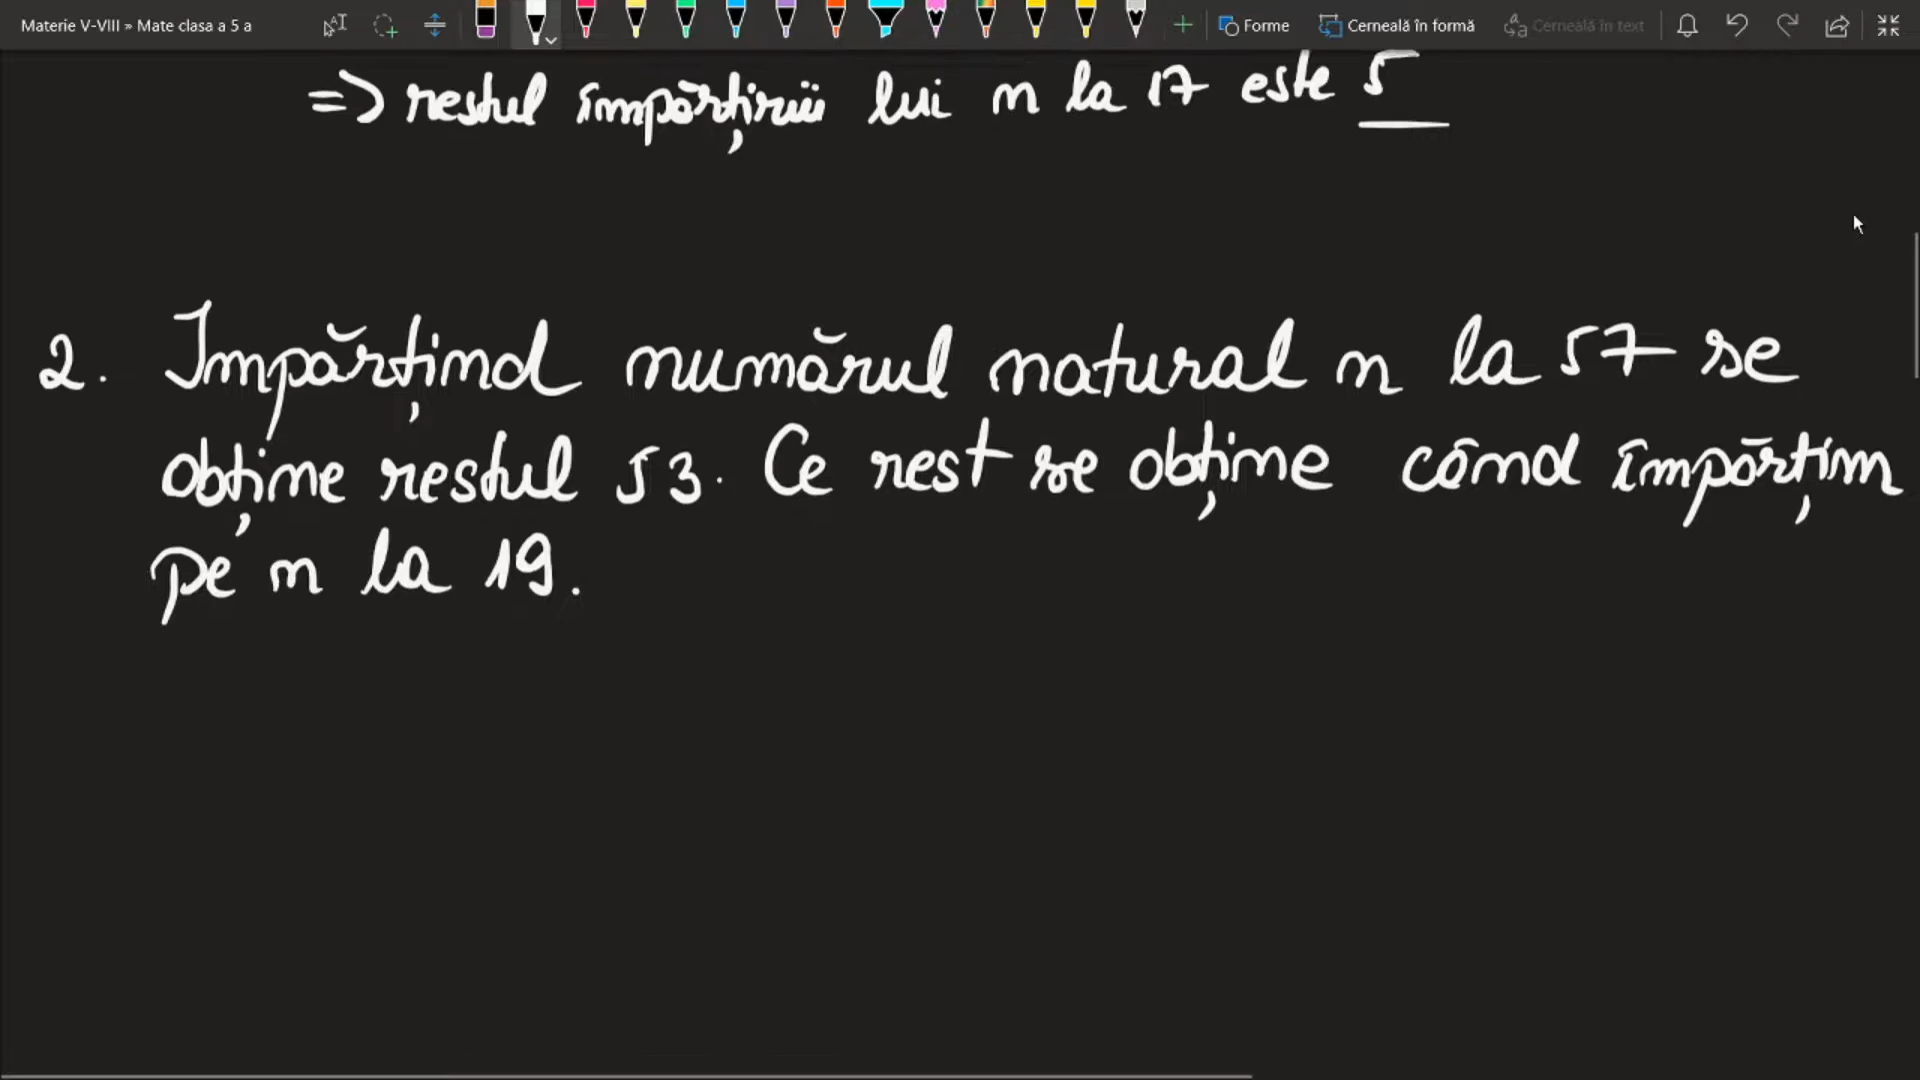 Materie V-VIII » Mate clasa a 5 a
Forme
Cerneală în formă
Cerneală în text
=> restul împărțirii lui n la 17 este 5
2. Împărțind numărul natural n la 57 se
obține restul 53. Ce rest se obține când împărțim
pe n la 19.